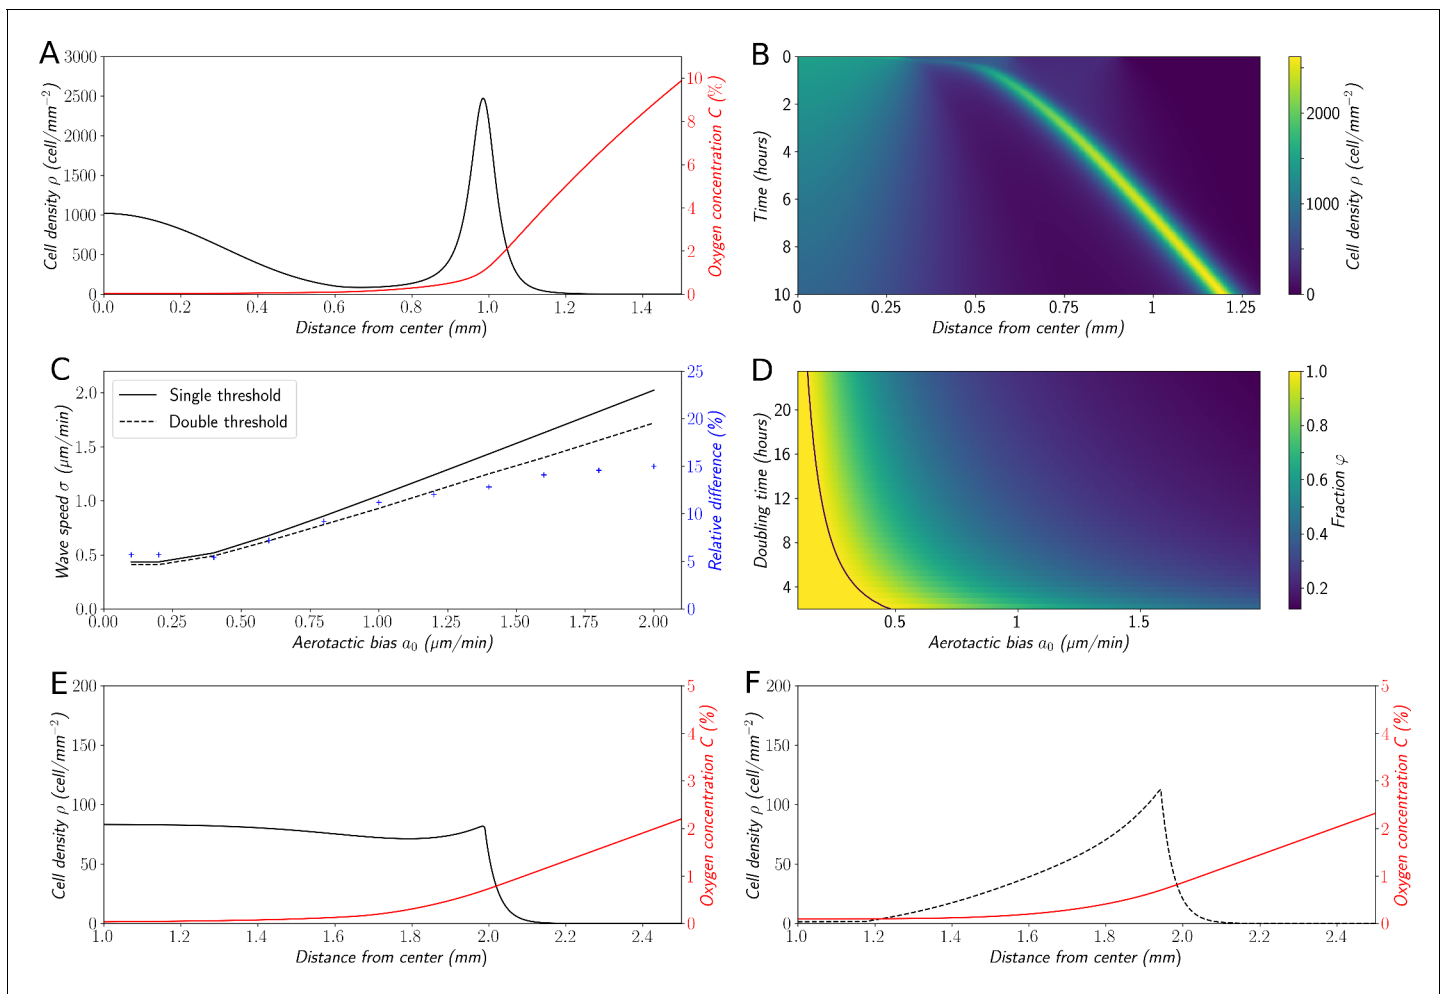 A
3000
2500
2000
1500
1000
500
0
Cell density ρ (cell/mm⁻²)
10
8
6
4
2
0
Oxygen concentration C (%)
0.0 0.2 0.4 0.6 0.8 1.0 1.2 1.4
Distance from center (mm)
B
0
2
4
6
8
10
Time (hours)
0 0.25 0.5 0.75 1 1.25
Distance from center (mm)
2000
1000
0
Cell density ρ (cell/mm⁻²)
C
2.0
1.5
1.0
0.5
0.0
Wave speed σ (μm/min)
Single threshold
Double threshold
25
20
15
10
5
0
Relative difference (%)
0.00 0.25 0.50 0.75 1.00 1.25 1.50 1.75 2.00
Aerotactic bias a₀ (μm/min)
D
20
16
12
8
4
Doubling time (hours)
0.5 1 1.5
Aerotactic bias a₀ (μm/min)
1.0
0.8
0.6
0.4
0.2
Fraction φ
E
200
150
100
50
0
Cell density ρ (cell/mm⁻²)
5
4
3
2
1
0
Oxygen concentration C (%)
1.0 1.2 1.4 1.6 1.8 2.0 2.2 2.4
Distance from center (mm)
F
200
150
100
50
0
Cell density ρ (cell/mm⁻²)
5
4
3
2
1
0
Oxygen concentration C (%)
1.0 1.2 1.4 1.6 1.8 2.0 2.2 2.4
Distance from center (mm)